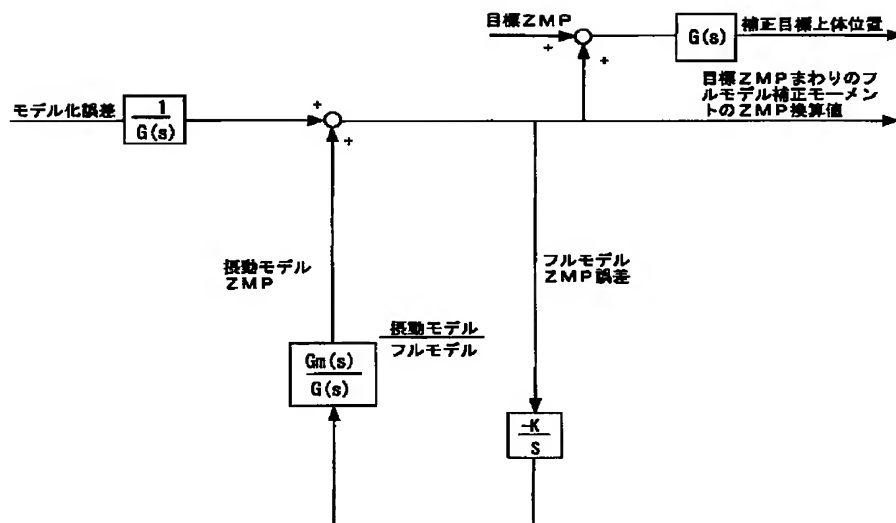 目標ZMP
+
+
G(s)
補正目標上体位置
目標ZMPまわりのフ
ルモデル補正モーメン
トのZMP換算値
モデル化誤差
1
G(s)
+
+
摂動モデル
ZMP
フルモデル
ZMP誤差
摂動モデル
フルモデル
Gm(s)
G(s)
-K
S